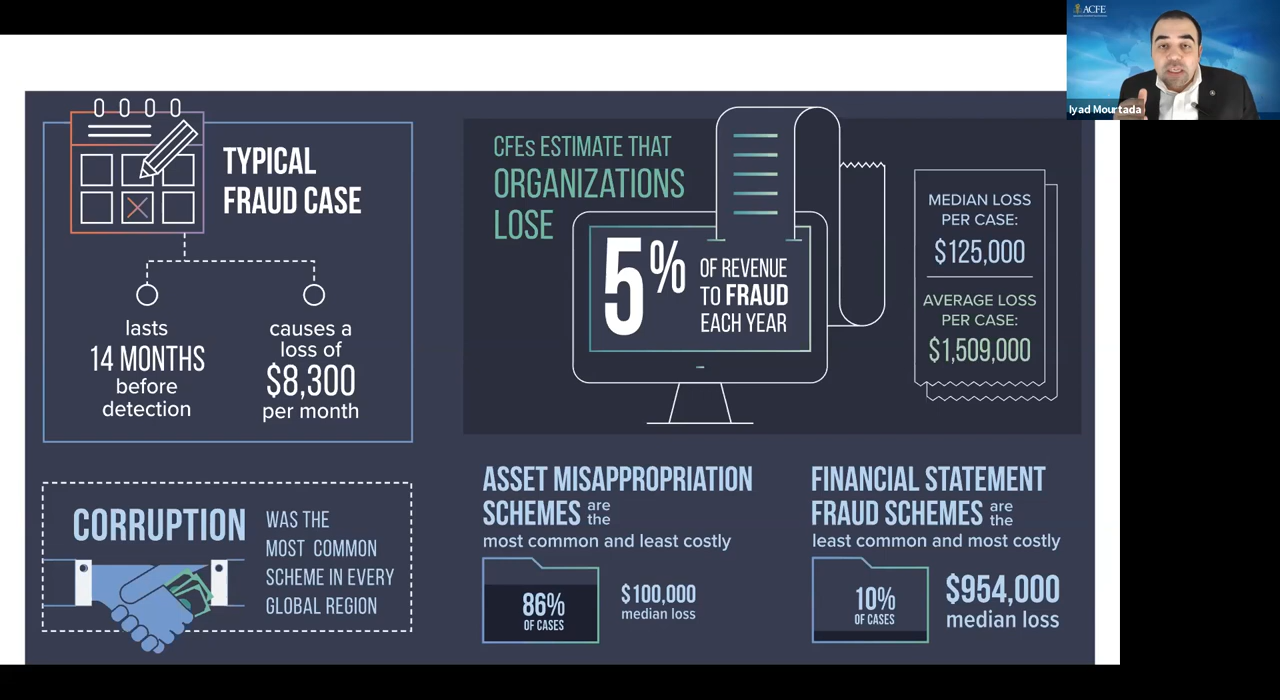 ACFE
Iyad Mourtada
TYPICAL
FRAUD CASE
lasts
14 MONTHS
before
detection
causes a
loss of
$8,300
per month
CFEs ESTIMATE THAT
ORGANIZATIONS
LOSE
5%
OF REVENUE
TO FRAUD
EACH YEAR
MEDIAN LOSS
PER CASE:
$125,000
AVERAGE LOSS
PER CASE:
$1,509,000
CORRUPTION
WAS THE
MOST COMMON
SCHEME IN EVERY
GLOBAL REGION
ASSET MISAPPROPRIATION
SCHEMES are the
most common and least costly
86%
OF CASES
$100,000
median loss
FINANCIAL STATEMENT
FRAUD SCHEMES are the
least common and most costly
10%
OF CASES
$954,000
median loss